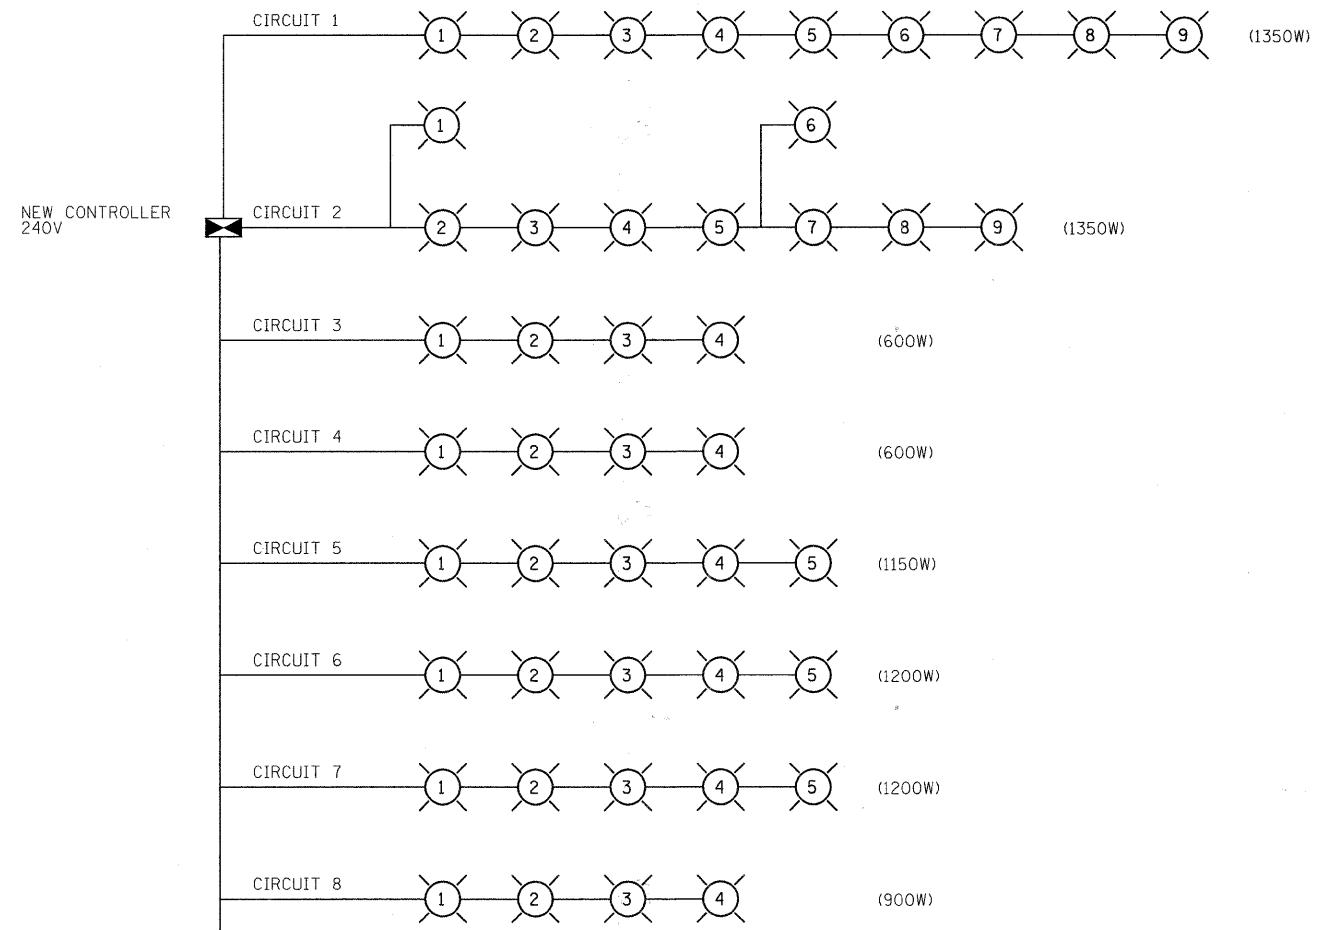 CIRCUIT 1
1 2 3 4 5 6 7 8 9 (1350W)
1 6
NEW CONTROLLER
240V
CIRCUIT 2
2 3 4 5 7 8 9 (1350W)
CIRCUIT 3
1 2 3 4 (600W)
CIRCUIT 4
1 2 3 4 (600W)
CIRCUIT 5
1 2 3 4 5 (1150W)
CIRCUIT 6
1 2 3 4 5 (1200W)
CIRCUIT 7
1 2 3 4 5 (1200W)
CIRCUIT 8
1 2 3 4 (900W)